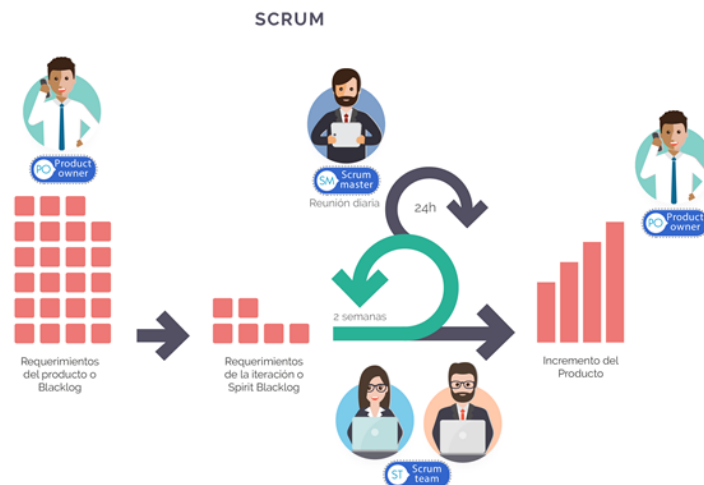 SCRUM
PO Product
owner
SM Scrum
master
Reunión diaria
24h
PO Product
owner
2 semanas
Requerimientos
del producto o
Blacklog
Requerimientos
de la iteración o
Spirit Blacklog
Incremento del
Producto
ST Scrum
team